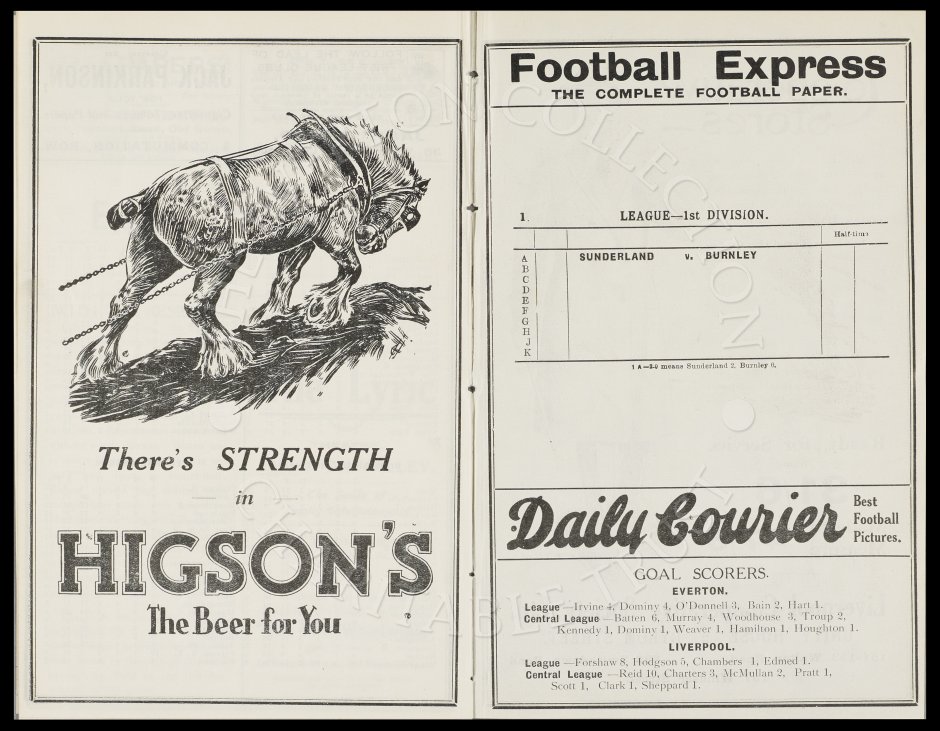 There's STRENGTH
in
HIGSON'S
The Beer for You
Football Express
THE COMPLETE FOOTBALL PAPER.
1. LEAGUE—1st DIVISION.
Half-time
A SUNDERLAND v. BURNLEY
B
C
D
E
F
G
H
J
K
1 A—2.0 means Sunderland 2, Burnley 0.
Daily Courier
Best
Football
Pictures.
GOAL SCORERS.
EVERTON.
League—Irvine 4, Dominy 4, O'Donnell 3, Bain 2, Hart 1.
Central League—Batten 6, Murray 4, Woodhouse 3, Troup 2,
Kennedy 1, Dominy 1, Weaver 1, Hamilton 1, Houghton 1.
LIVERPOOL.
League—Forshaw 8, Hodgson 5, Chambers 1, Edmed 1.
Central League—Reid 10, Charters 3, McMullan 2, Pratt 1,
Scott 1, Clark 1, Sheppard 1.